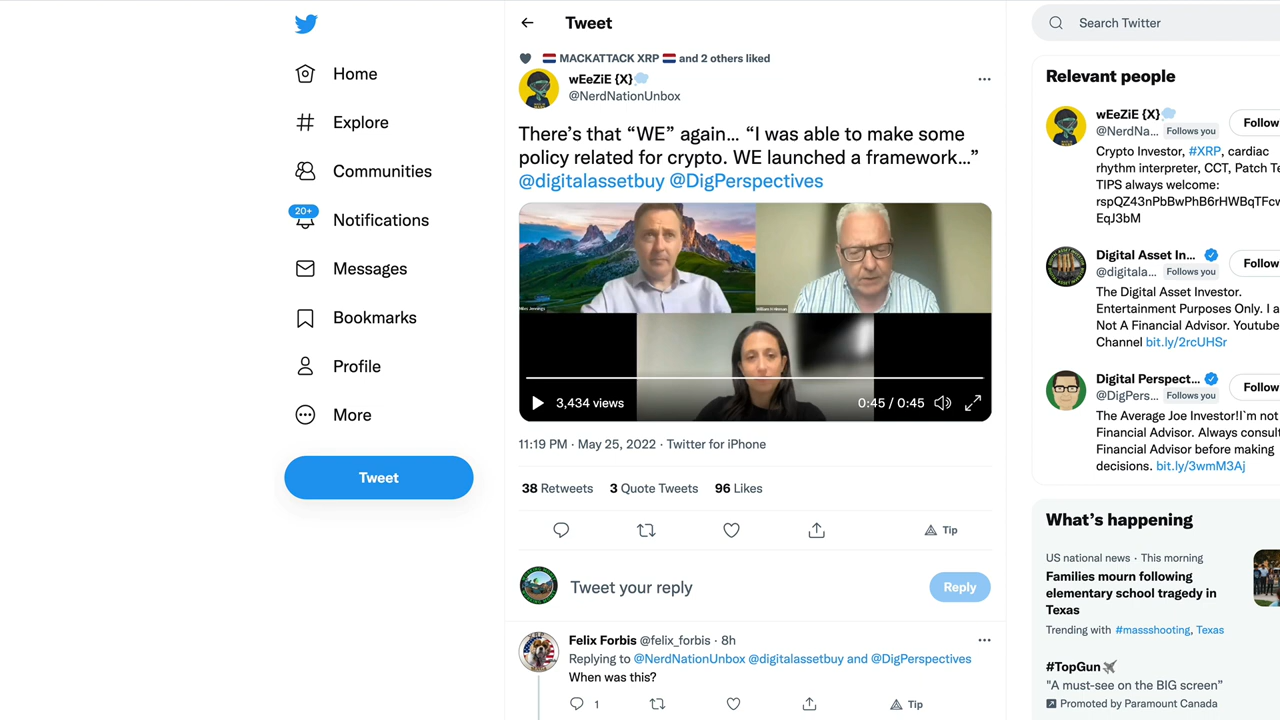 Home
Explore
Communities
20+
Notifications
Messages
Bookmarks
Profile
More
Tweet
Tweet
MACKATTACK XRP and 2 others liked
wEeZiE {X}
@NerdNationUnbox
There’s that “WE” again… “I was able to make some
policy related for crypto. WE launched a framework…”
@digitalassetbuy @DigPerspectives
Miles Jennings
William H Hinman
3,434 views
0:45 / 0:45
11:19 PM · May 25, 2022 · Twitter for iPhone
38 Retweets 3 Quote Tweets 96 Likes
Tip
Tweet your reply
Reply
Felix Forbis @felix_forbis · 8h
Replying to @NerdNationUnbox @digitalassetbuy and @DigPerspectives
When was this?
1
Tip
Search Twitter
Relevant people
wEeZiE {X}
@NerdNa... Follows you
Follow
Crypto Investor, #XRP, cardiac
rhythm interpreter, CCT, Patch Te
TIPS always welcome:
rspQZ43nPbBwPhB6rHWBqTFcw
EqJ3bM
Digital Asset In...
@digitala... Follows you
Follow
The Digital Asset Investor.
Entertainment Purposes Only. I a
Not A Financial Advisor. Youtube
Channel bit.ly/2rcUHSr
Digital Perspect...
@DigPers... Follows you
Follow
The Average Joe Investor!I`m not
Financial Advisor. Always consult
Financial Advisor before making
decisions. bit.ly/3wmM3Aj
What’s happening
US national news · This morning
Families mourn following
elementary school tragedy in
Texas
Trending with #massshooting, Texas
#TopGun
"A must-see on the BIG screen”
Promoted by Paramount Canada